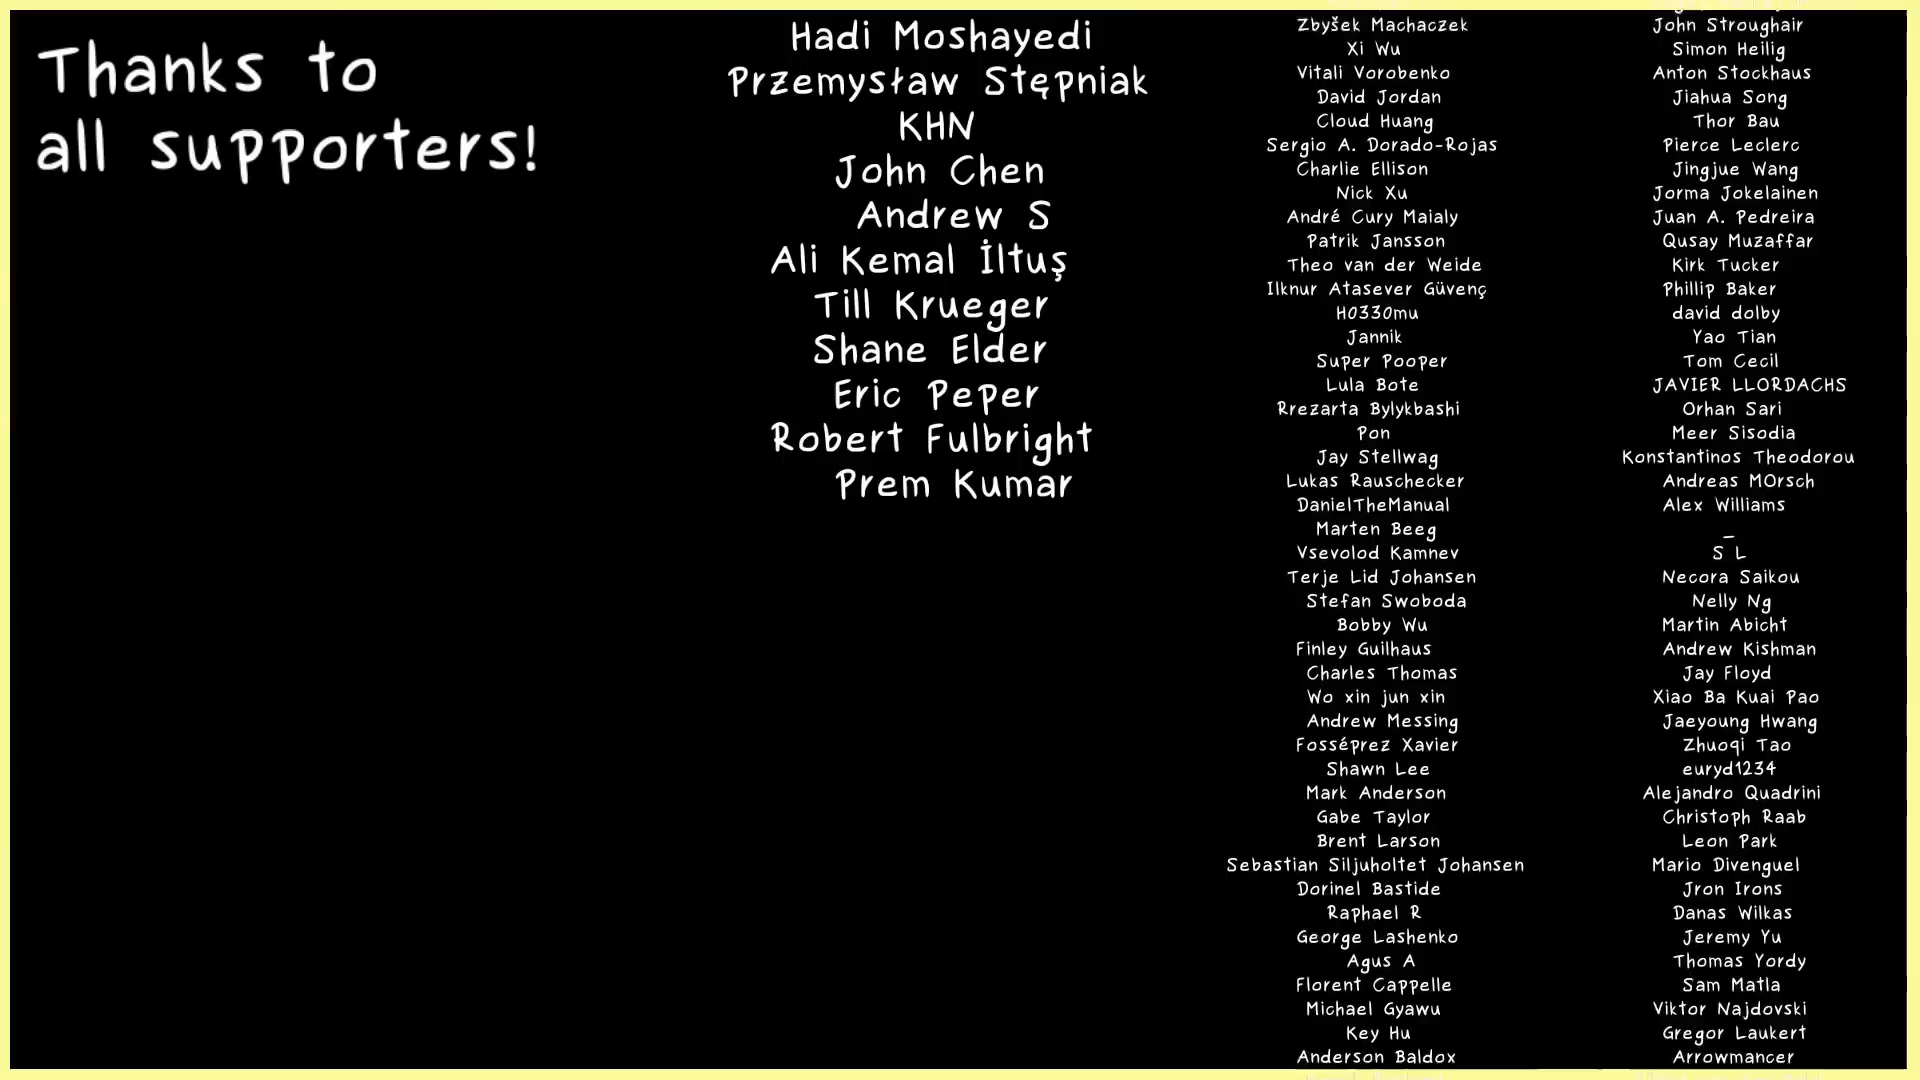 Thanks to
all supporters!
Hadi Moshayedi
Przemysław Stępniak
KHN
John Chen
Andrew S
Ali Kemal İltuş
Till Krueger
Shane Elder
Eric Peper
Robert Fulbright
Prem Kumar
Zbyšek Machaczek
Xi Wu
Vitali Vorobenko
David Jordan
Cloud Huang
Sergio A. Dorado-Rojas
Charlie Ellison
Nick Xu
André Cury Maialy
Patrik Jansson
Theo van der Weide
Ilknur Atasever Güvenç
H0330mu
Jannik
Super Pooper
Lula Bote
Rrezarta Bylykbashi
Pon
Jay Stellwag
Lukas Rauschecker
DanielTheManual
Marten Beeg
Vsevolod Kamnev
Terje Lid Johansen
Stefan Swoboda
Bobby Wu
Finley Guilhaus
Charles Thomas
Wo xin jun xin
Andrew Messing
Fosséprez Xavier
Shawn Lee
Mark Anderson
Gabe Taylor
Brent Larson
Sebastian Siljuholtet Johansen
Dorinel Bastide
Raphael R
George Lashenko
Agus A
Florent Cappelle
Michael Gyawu
Key Hu
Anderson Baldox
John Stroughair
Simon Heilig
Anton Stockhaus
Jiahua Song
Thor Bau
Pierce Leclerc
Jingjue Wang
Jorma Jokelainen
Juan A. Pedreira
Qusay Muzaffar
Kirk Tucker
Phillip Baker
david dolby
Yao Tian
Tom Cecil
JAVIER LLORDACHS
Orhan Sari
Meer Sisodia
Konstantinos Theodorou
Andreas MOrsch
Alex Williams
_
S L
Necora Saikou
Nelly Ng
Martin Abicht
Andrew Kishman
Jay Floyd
Xiao Ba Kuai Pao
Jaeyoung Hwang
Zhuoqi Tao
euryd1234
Alejandro Quadrini
Christoph Raab
Leon Park
Mario Divenguel
Jron Irons
Danas Wilkas
Jeremy Yu
Thomas Yordy
Sam Matla
Viktor Najdovski
Gregor Laukert
Arrowmancer